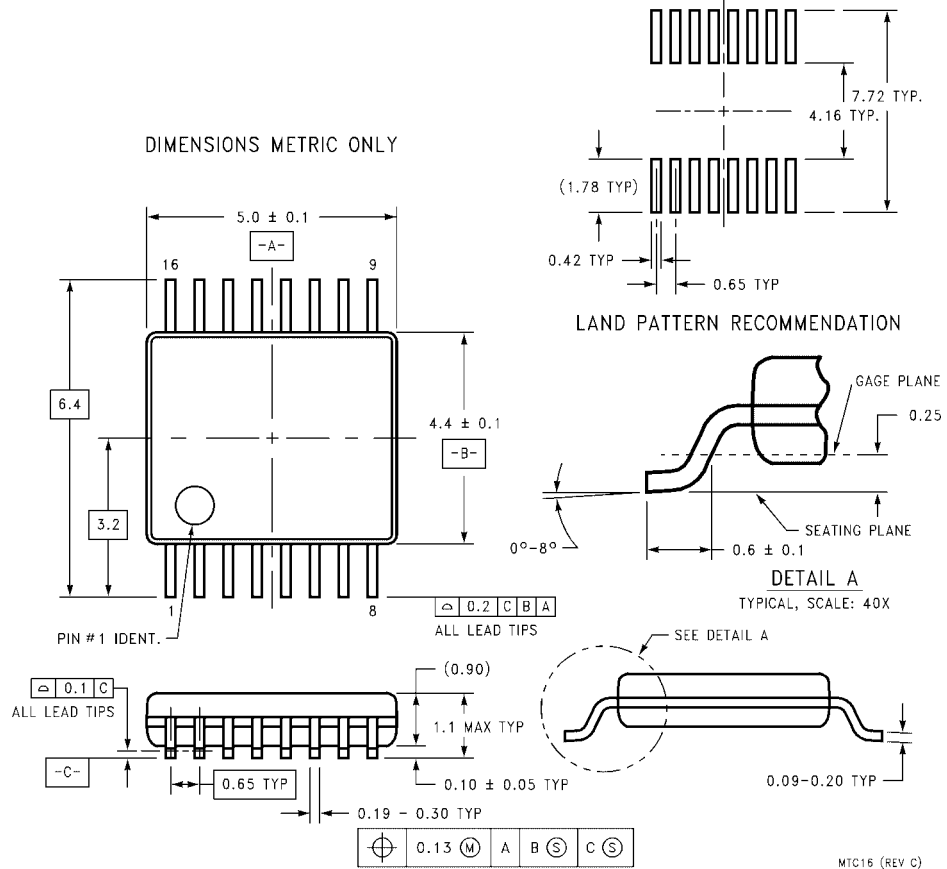 7.72 TYP.
4.16 TYP.
(1.78 TYP)
0.42 TYP
0.65 TYP
LAND PATTERN RECOMMENDATION
DIMENSIONS METRIC ONLY
5.0 ± 0.1
-A-
16
9
6.4
3.2
4.4 ± 0.1
-B-
1
8
PIN #1 IDENT.
⌓ 0.2 C B A
ALL LEAD TIPS
GAGE PLANE
0.25
SEATING PLANE
0°-8°
0.6 ± 0.1
DETAIL A
TYPICAL, SCALE: 40X
SEE DETAIL A
(0.90)
⌓ 0.1 C
ALL LEAD TIPS
1.1 MAX TYP
-C-
0.65 TYP
0.10 ± 0.05 TYP
0.19 - 0.30 TYP
0.09-0.20 TYP
⌖ 0.13 Ⓜ A B Ⓢ C Ⓢ
MTC16 (REV C)